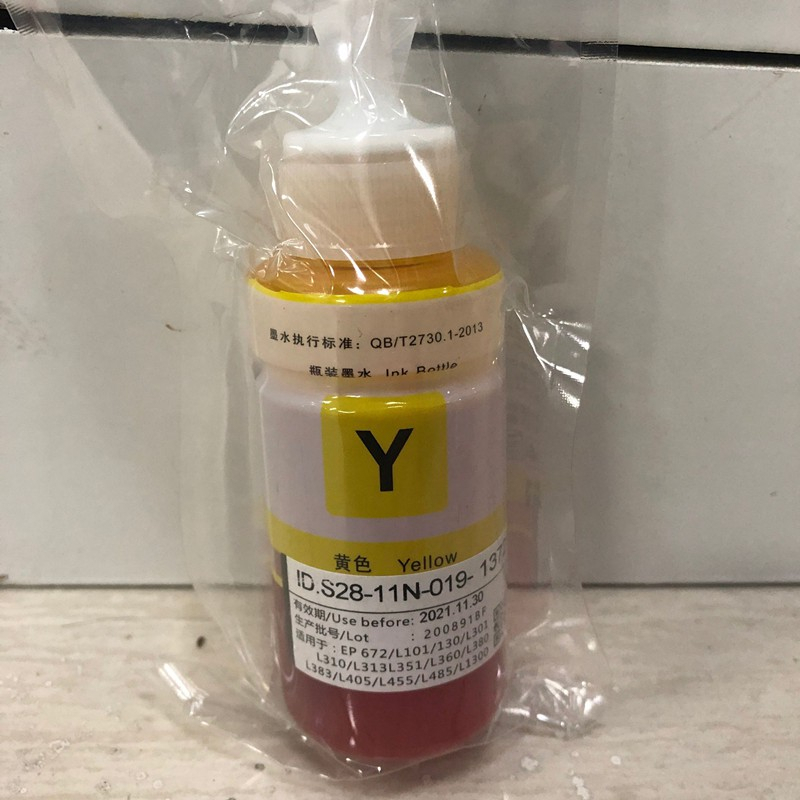 墨水执行标准: QB/T2730.1-2013
瓶装墨水 Ink Bottle
Y
黄色 Yellow
ID.S28-11N-019-
有效期/Use before: 2021.11.30
生产批号/Lot : 200891BF
适用于: EP 672/L101/130/L301
L310/L313L351/L360/L380
L383/L405/L455/L485/L1300